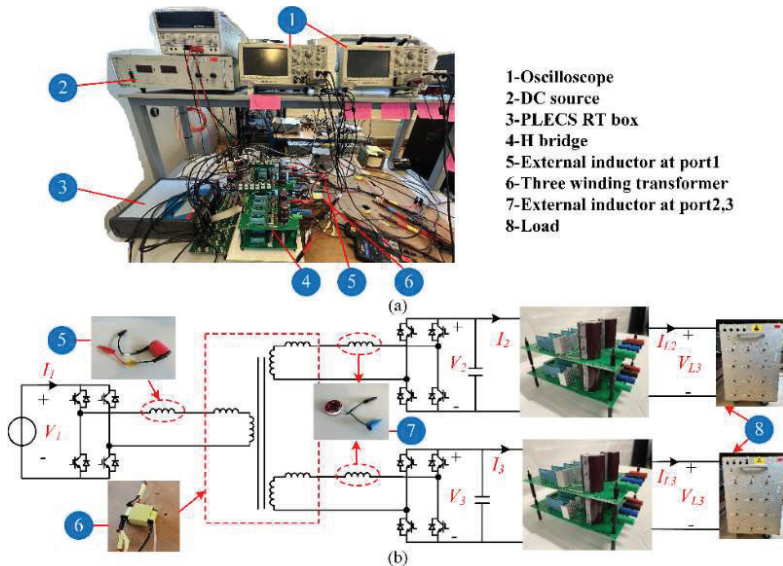 1
2
3
4
5
6
1-Oscilloscope
2-DC source
3-PLECS RT box
4-H bridge
5-External inductor at port1
6-Three winding transformer
7-External inductor at port2,3
8-Load
(a)
5
I1
+
V1
-
6
7
+
V2
-
I2
IL2
+
VL3
-
8
+
V3
-
I3
IL3
+
VL3
-
(b)